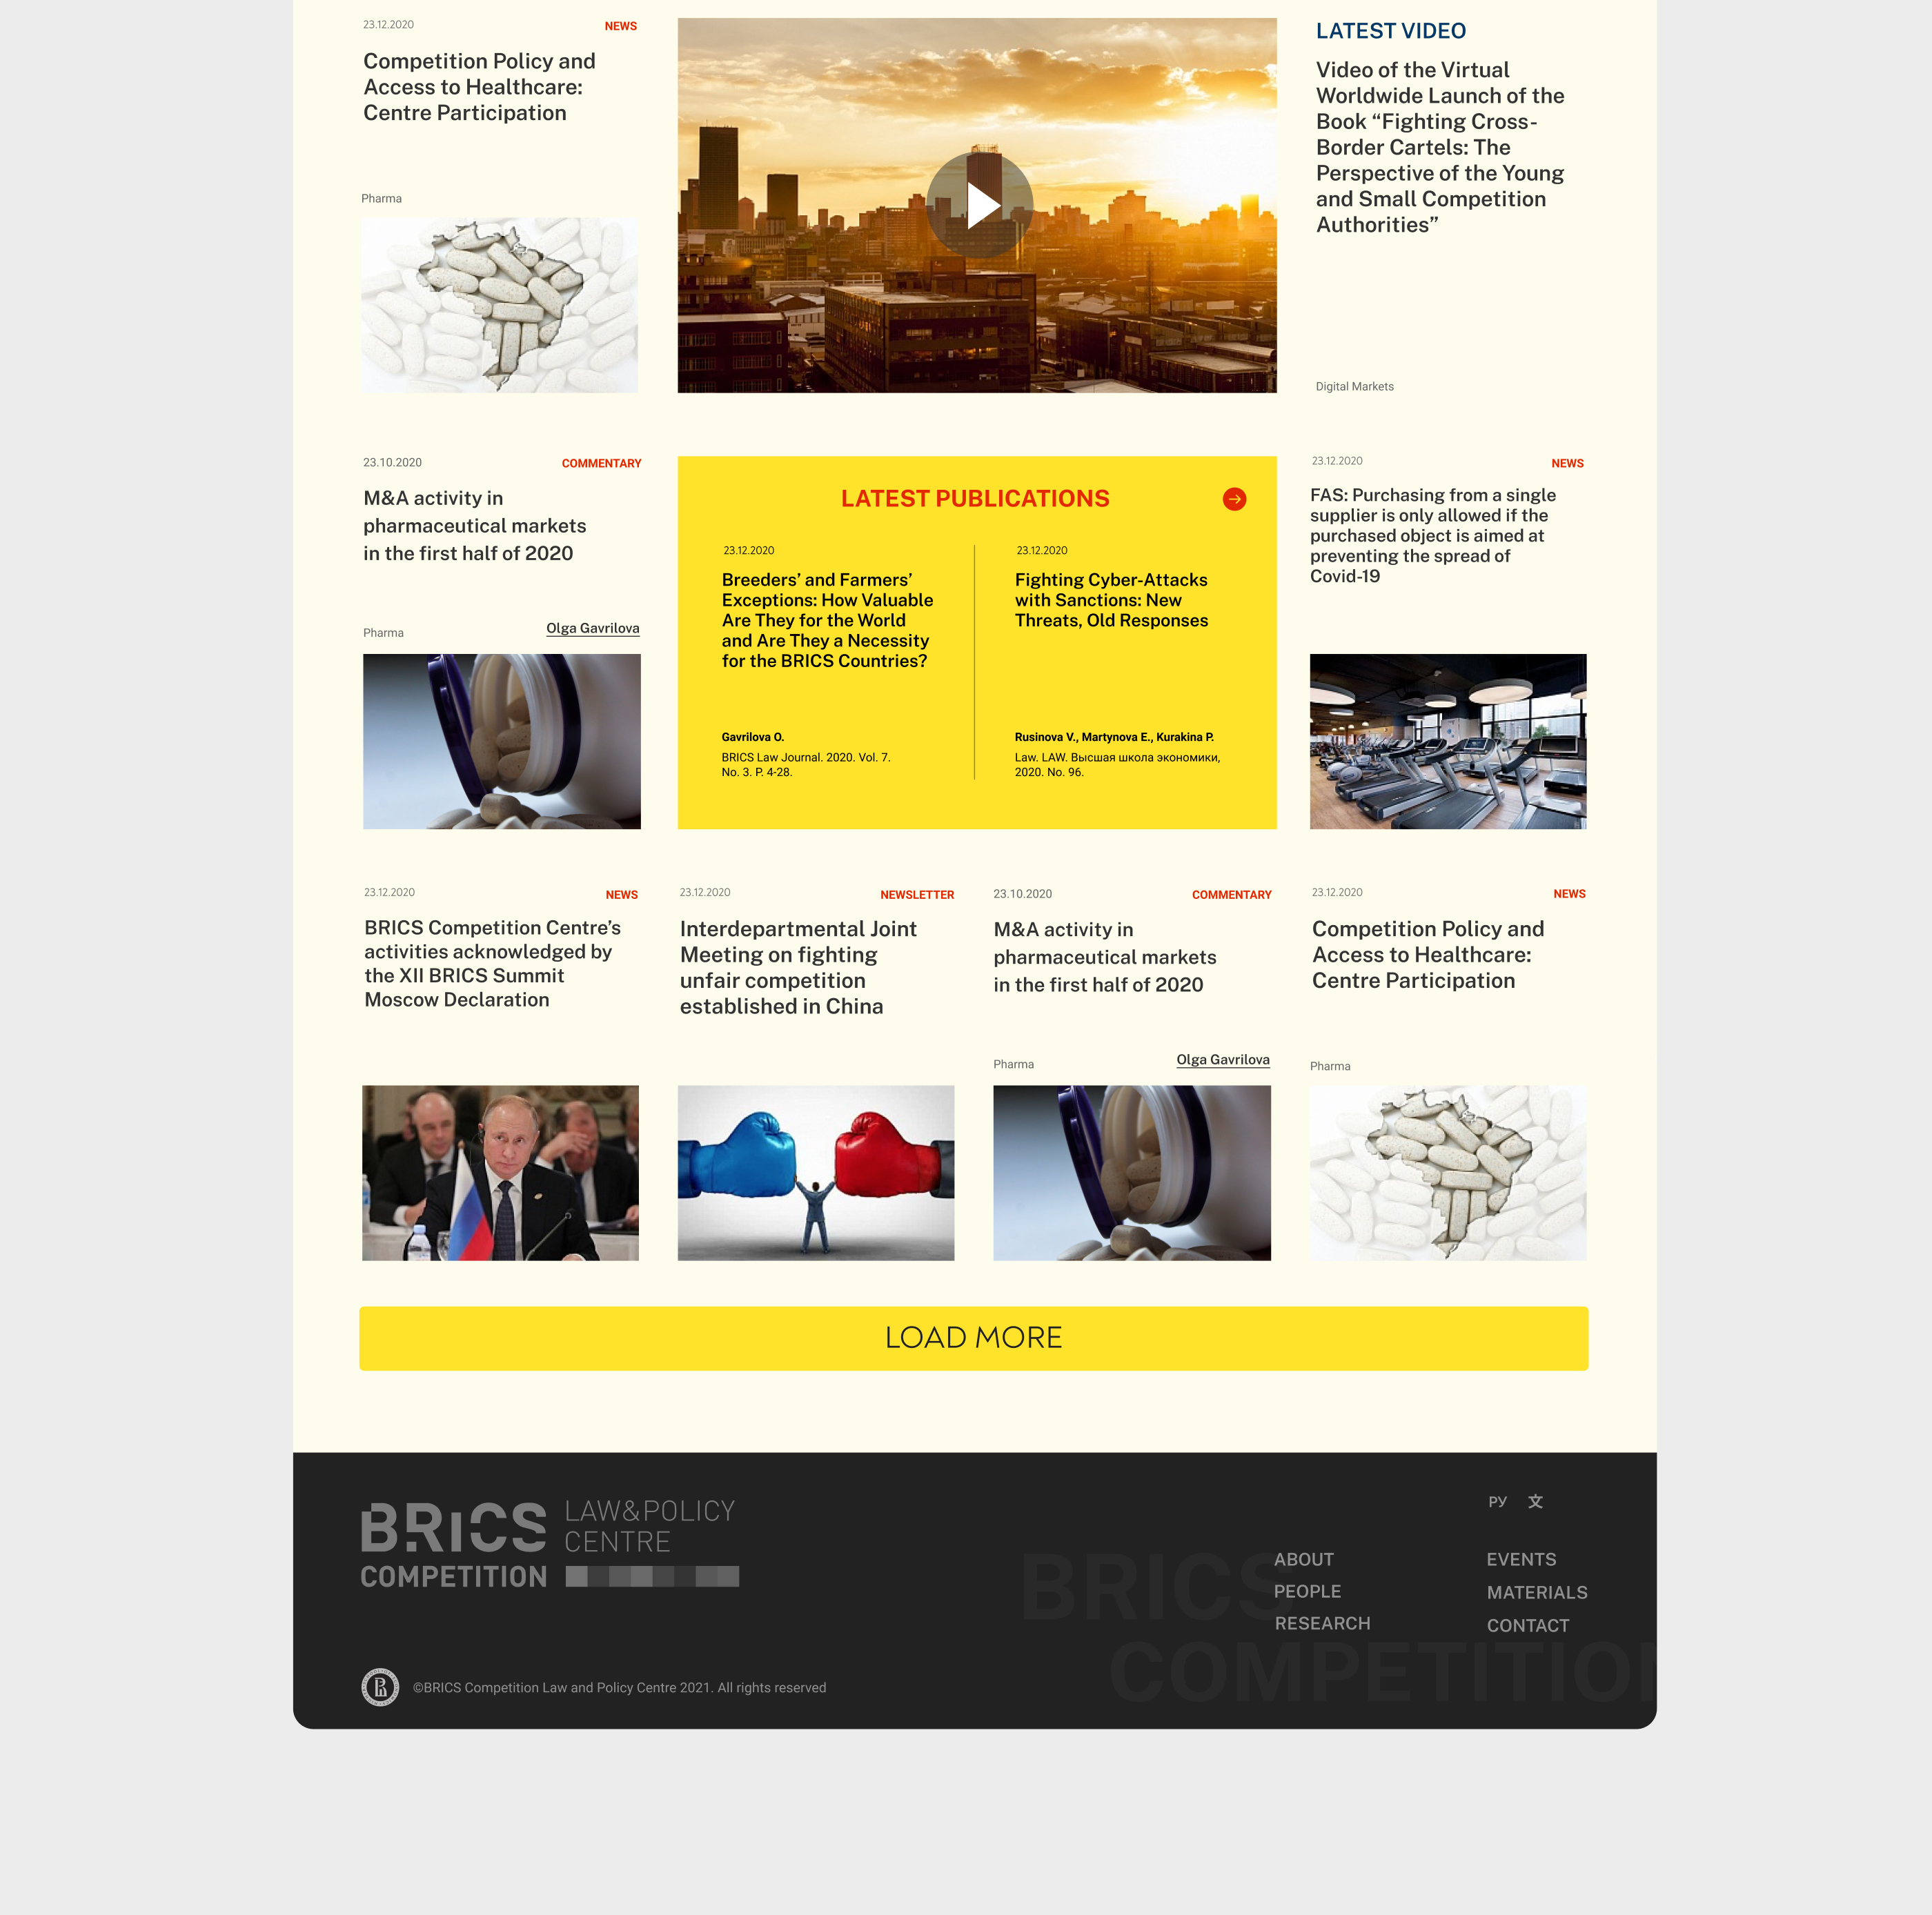 23.12.2020
NEWS
Competition Policy and
Access to Healthcare:
Centre Participation
Pharma
LATEST VIDEO
Video of the Virtual
Worldwide Launch of the
Book “Fighting Cross-
Border Cartels: The
Perspective of the Young
and Small Competition
Authorities”
Digital Markets
23.10.2020
COMMENTARY
M&A activity in
pharmaceutical markets
in the first half of 2020
Pharma
Olga Gavrilova
LATEST PUBLICATIONS
23.12.2020
Breeders’ and Farmers’
Exceptions: How Valuable
Are They for the World
and Are They a Necessity
for the BRICS Countries?
Gavrilova O.
BRICS Law Journal. 2020. Vol. 7.
No. 3. P. 4-28.
23.12.2020
Fighting Cyber-Attacks
with Sanctions: New
Threats, Old Responses
Rusinova V., Martynova E., Kurakina P.
Law. LAW. Высшая школа экономики,
2020. No. 96.
23.12.2020
NEWS
FAS: Purchasing from a single
supplier is only allowed if the
purchased object is aimed at
preventing the spread of
Covid-19
23.12.2020
NEWS
BRICS Competition Centre’s
activities acknowledged by
the XII BRICS Summit
Moscow Declaration
23.12.2020
NEWSLETTER
Interdepartmental Joint
Meeting on fighting
unfair competition
established in China
23.10.2020
COMMENTARY
M&A activity in
pharmaceutical markets
in the first half of 2020
Pharma
Olga Gavrilova
23.12.2020
NEWS
Competition Policy and
Access to Healthcare:
Centre Participation
Pharma
LOAD MORE
BRICS
COMPETITION
LAW&POLICY
CENTRE
РУ
文
BRICS
COMPETITION
ABOUT
PEOPLE
RESEARCH
EVENTS
MATERIALS
CONTACT
©BRICS Competition Law and Policy Centre 2021. All rights reserved